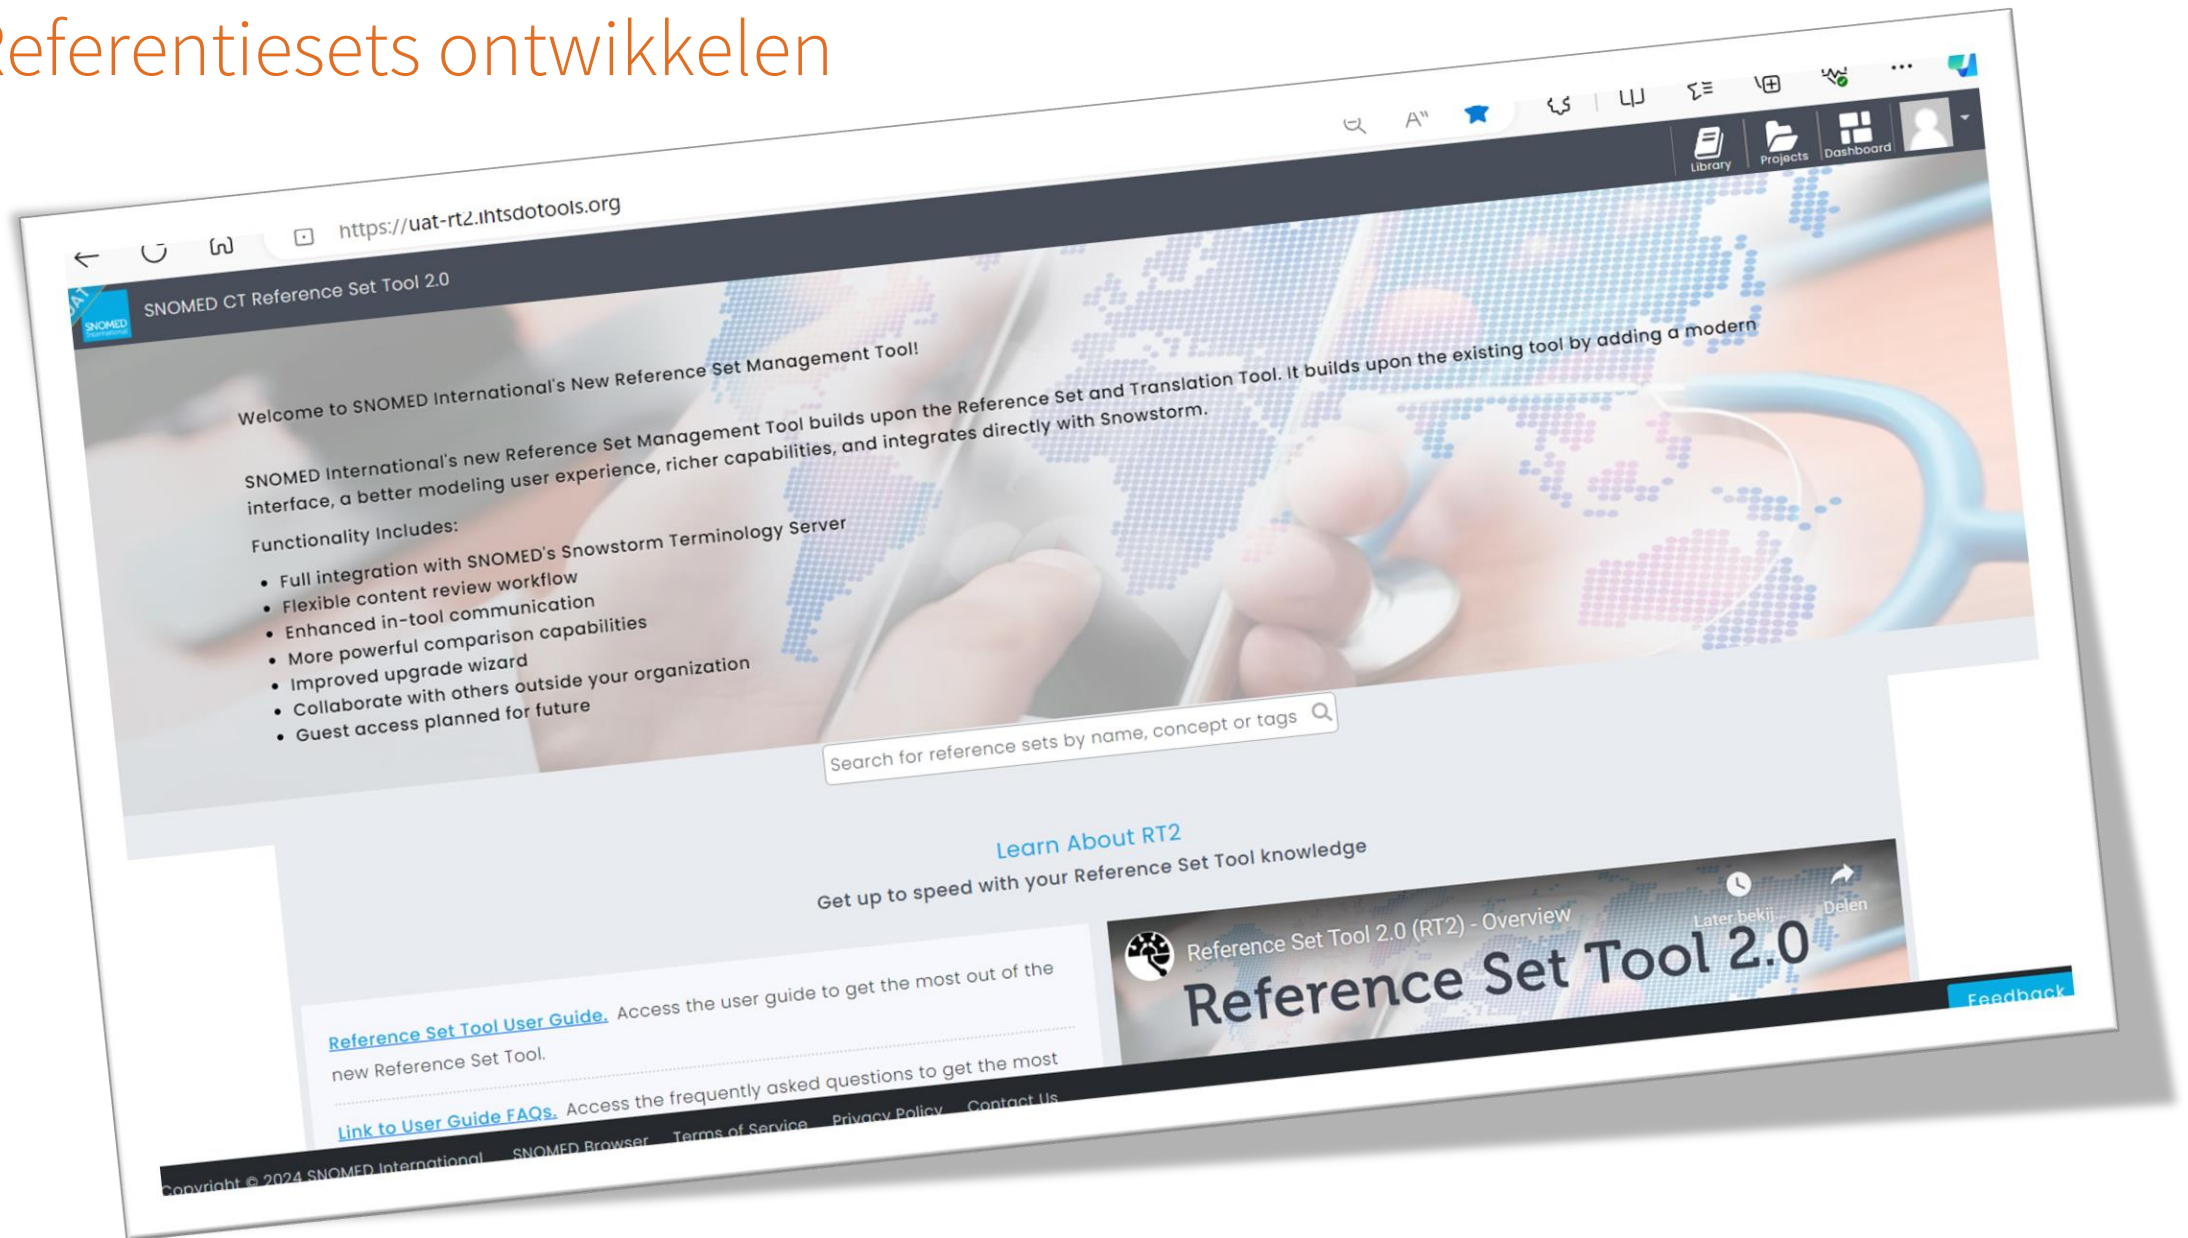 Referentiesets ontwikkelen
https://uat-rt2.ihtsdotools.org
SNOMED CT Reference Set Tool 2.0
Library
Projects
Dashboard
UAT
SNOMED
International
Welcome to SNOMED International's New Reference Set Management Tool!
SNOMED International's new Reference Set Management Tool builds upon the Reference Set and Translation Tool. It builds upon the existing tool by adding a modern
interface, a better modeling user experience, richer capabilities, and integrates directly with Snowstorm.
Functionality Includes:
• Full integration with SNOMED's Snowstorm Terminology Server
• Flexible content review workflow
• Enhanced in-tool communication
• More powerful comparison capabilities
• Improved upgrade wizard
• Collaborate with others outside your organization
• Guest access planned for future
Search for reference sets by name, concept or tags
Learn About RT2
Get up to speed with your Reference Set Tool knowledge
Reference Set Tool User Guide. Access the user guide to get the most out of the
new Reference Set Tool.
Link to User Guide FAQs. Access the frequently asked questions to get the most
Reference Set Tool 2.0 (RT2) - Overview
Later bekij...
Delen
Reference Set Tool 2.0
Feedback
Copyright © 2024 SNOMED International
SNOMED Browser
Terms of Service
Privacy Policy
Contact Us